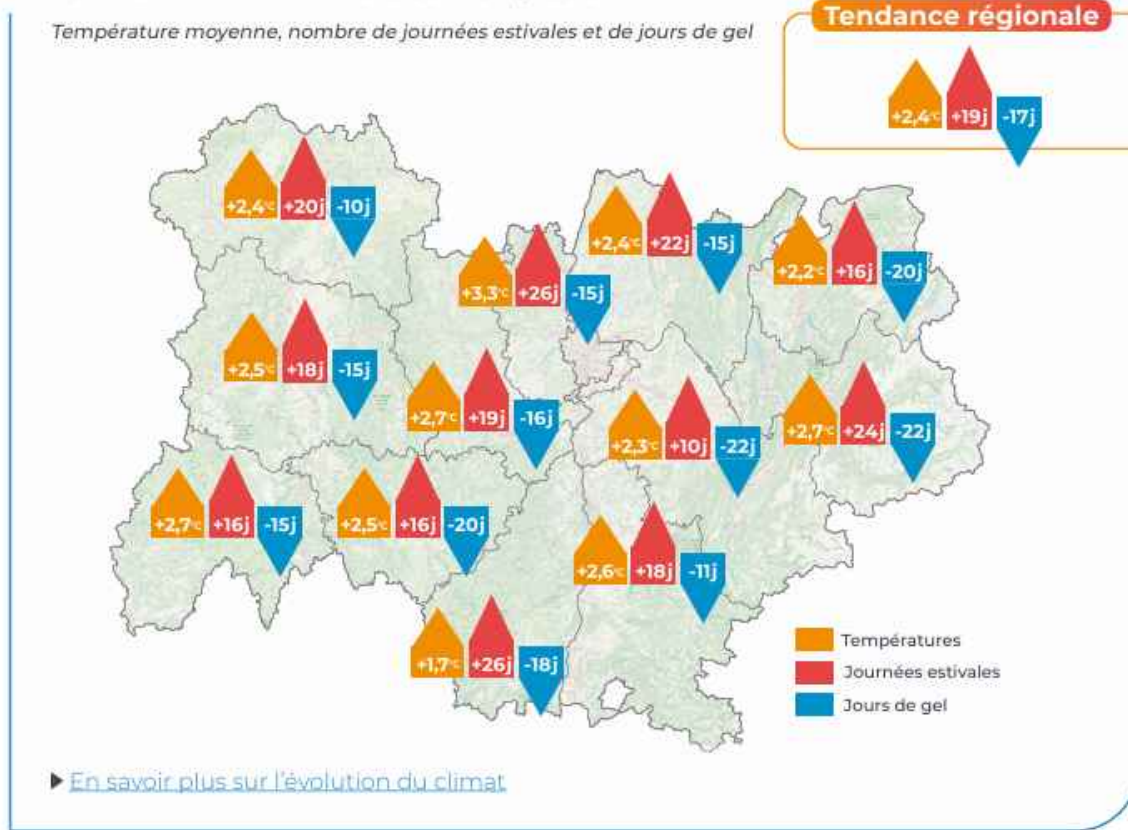 Température moyenne, nombre de journées estivales et de jours de gel
Tendance régionale
+2,4°C +19j -17j
+2,4°C +20j -10j
+2,4°C +22j -15j
+2,2°C +16j -20j
+3,3°C +26j -15j
+2,5°C +18j -15j
+2,7°C +19j -16j
+2,3°C +10j -22j
+2,7°C +24j -22j
+2,7°C +16j -15j
+2,5°C +16j -20j
+2,6°C +18j -11j
+1,7°C +26j -18j
Températures
Journées estivales
Jours de gel
En savoir plus sur l'évolution du climat